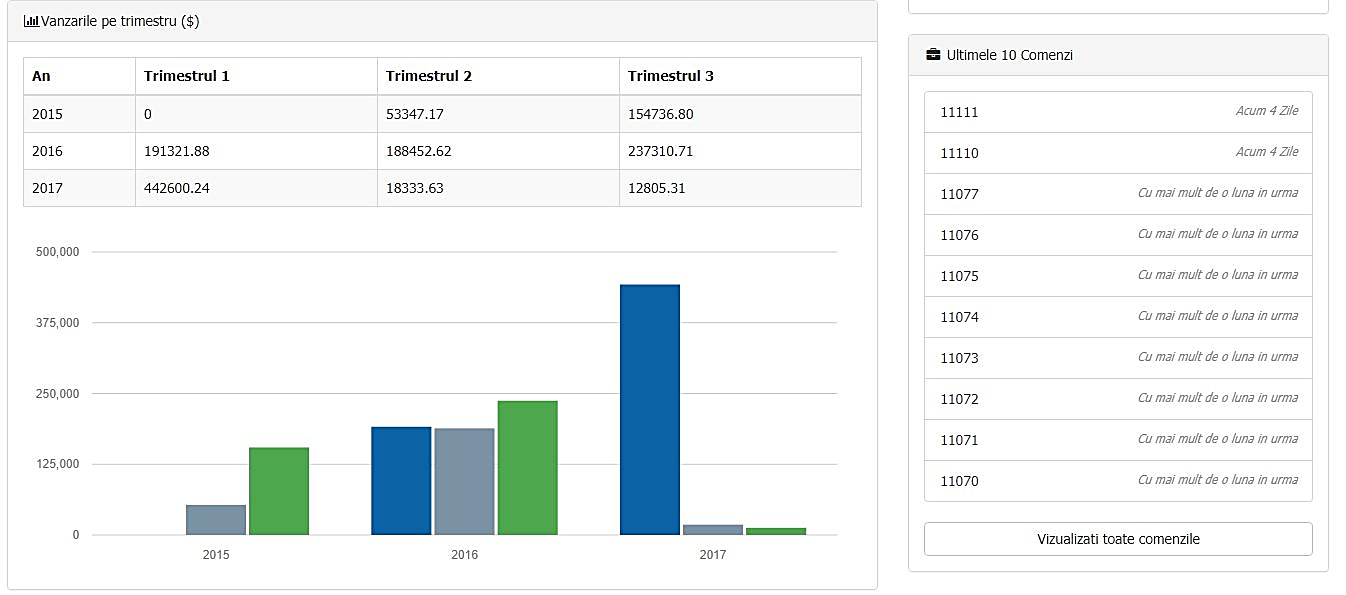 Vanzarile pe trimestru ($)
An Trimestrul 1 Trimestrul 2 Trimestrul 3
2015 0 53347.17 154736.80
2016 191321.88 188452.62 237310.71
2017 442600.24 18333.63 12805.31
500,000
375,000
250,000
125,000
0
2015 2016 2017
Ultimele 10 Comenzi
11111 Acum 4 Zile
11110 Acum 4 Zile
11077 Cu mai mult de o luna in urma
11076 Cu mai mult de o luna in urma
11075 Cu mai mult de o luna in urma
11074 Cu mai mult de o luna in urma
11073 Cu mai mult de o luna in urma
11072 Cu mai mult de o luna in urma
11071 Cu mai mult de o luna in urma
11070 Cu mai mult de o luna in urma
Vizualizati toate comenzile